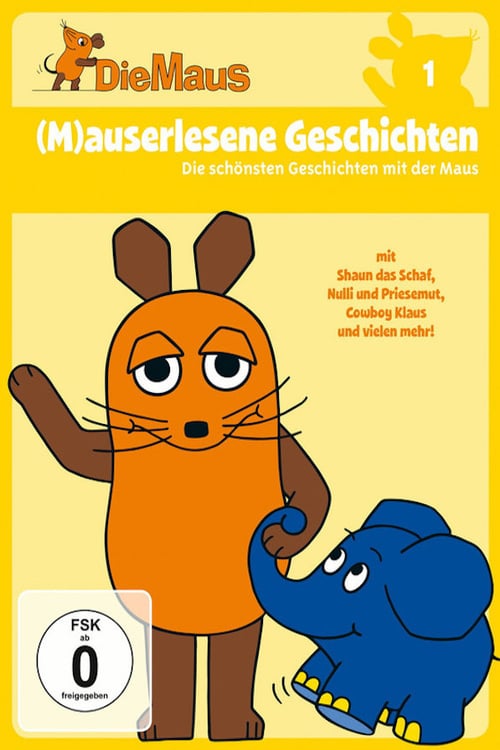 DieMaus
1
(M)auserlesene Geschichten
Die schönsten Geschichten mit der Maus
mit
Shaun das Schaf,
Nulli und Priesemut,
Cowboy Klaus
und vielen mehr!
FSK
ab
0
freigegeben